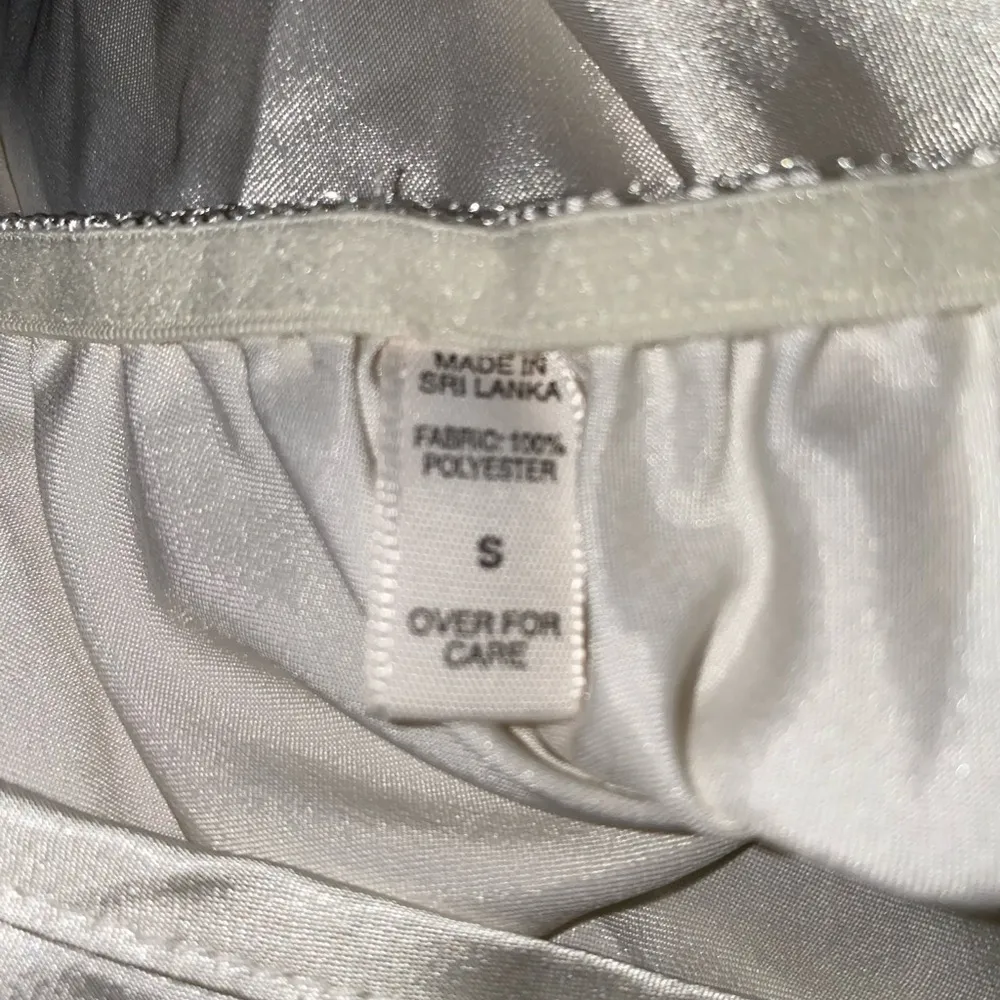 MADE IN
SRI LANKA
FABRIC: 100%
POLYESTER
S
OVER FOR
CARE